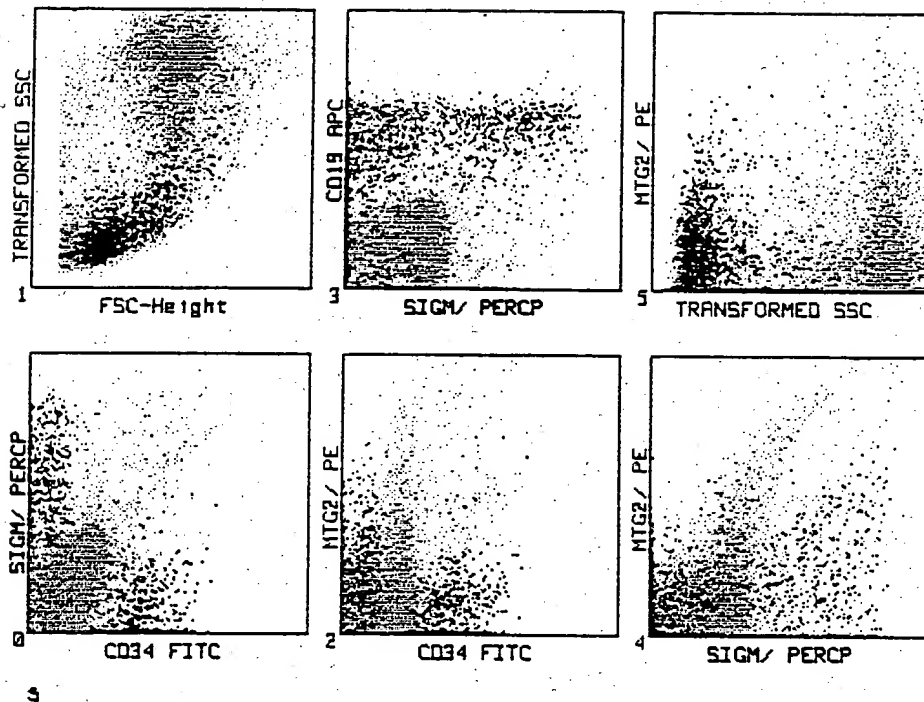 TRANSFORMED SSC
1
FSC-Height
CD19 APC
3
SIGM/ PERCP
MTG2/ PE
5
TRANSFORMED SSC
SIGM/ PERCP
0
CD34 FITC
MTG2/ PE
2
CD34 FITC
MTG2/ PE
4
SIGM/ PERCP